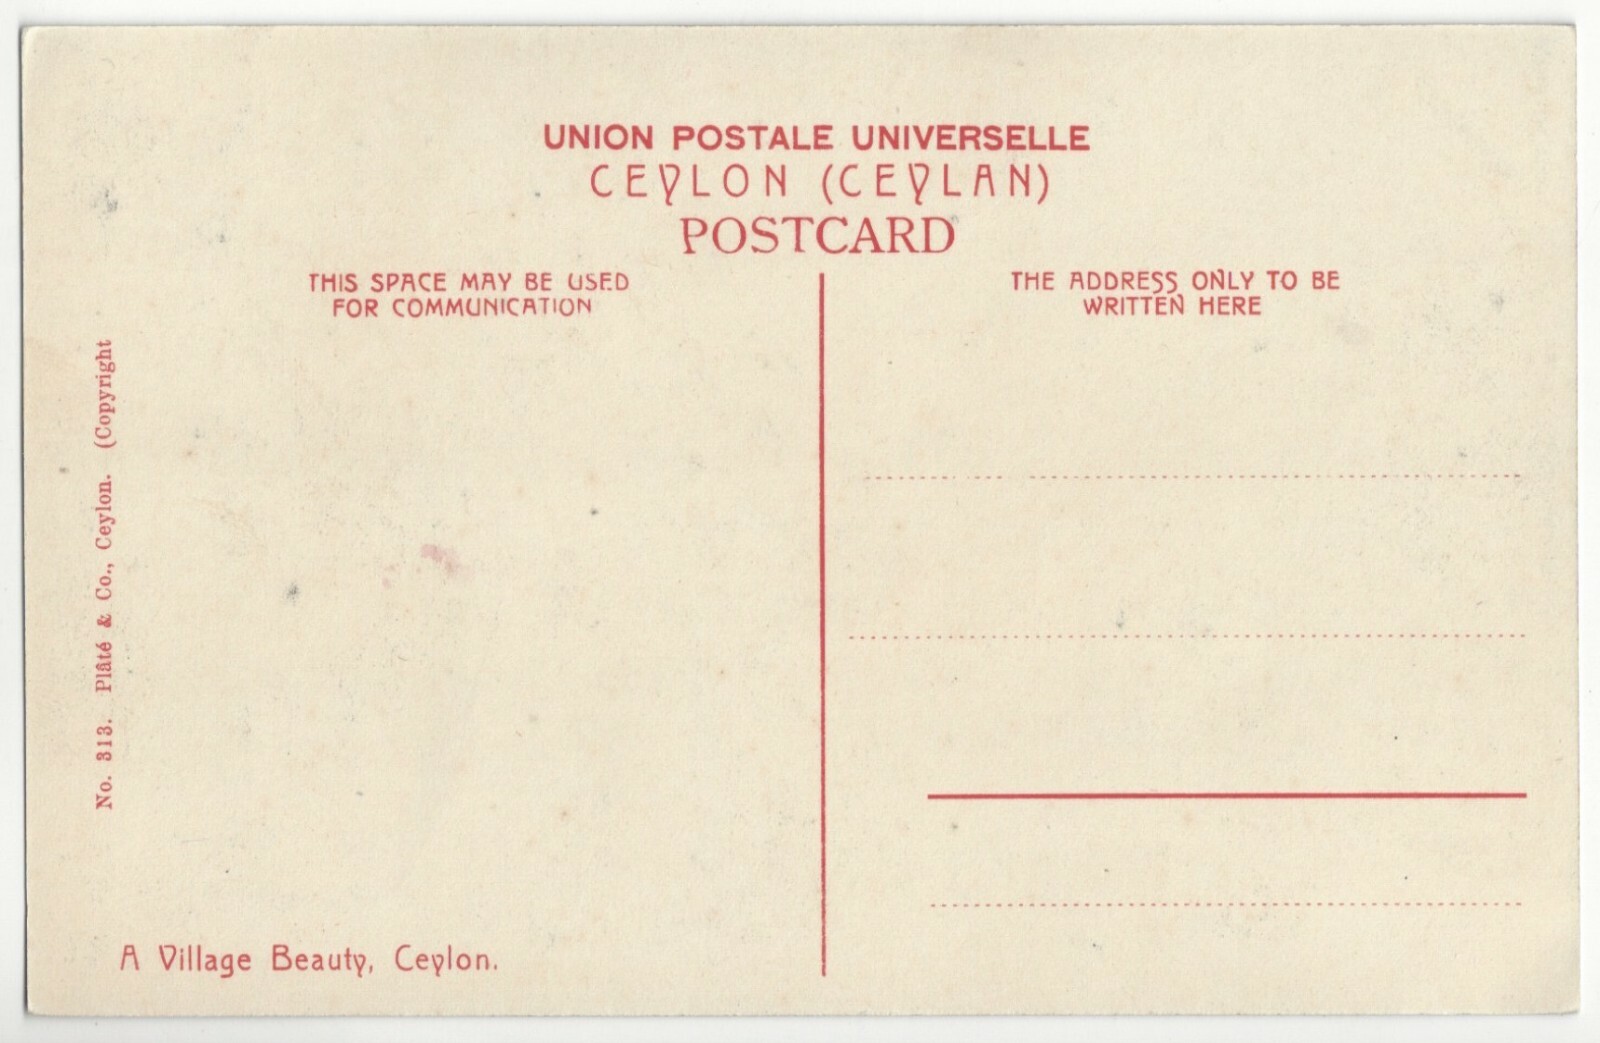 UNION POSTALE UNIVERSELLE
CEYLON (CEYLAN)
POSTCARD
THIS SPACE MAY BE USED
FOR COMMUNICATION
THE ADDRESS ONLY TO BE
WRITTEN HERE
No. 313. Plâté & Co., Ceylon. (Copyright
A Village Beauty, Ceylon.